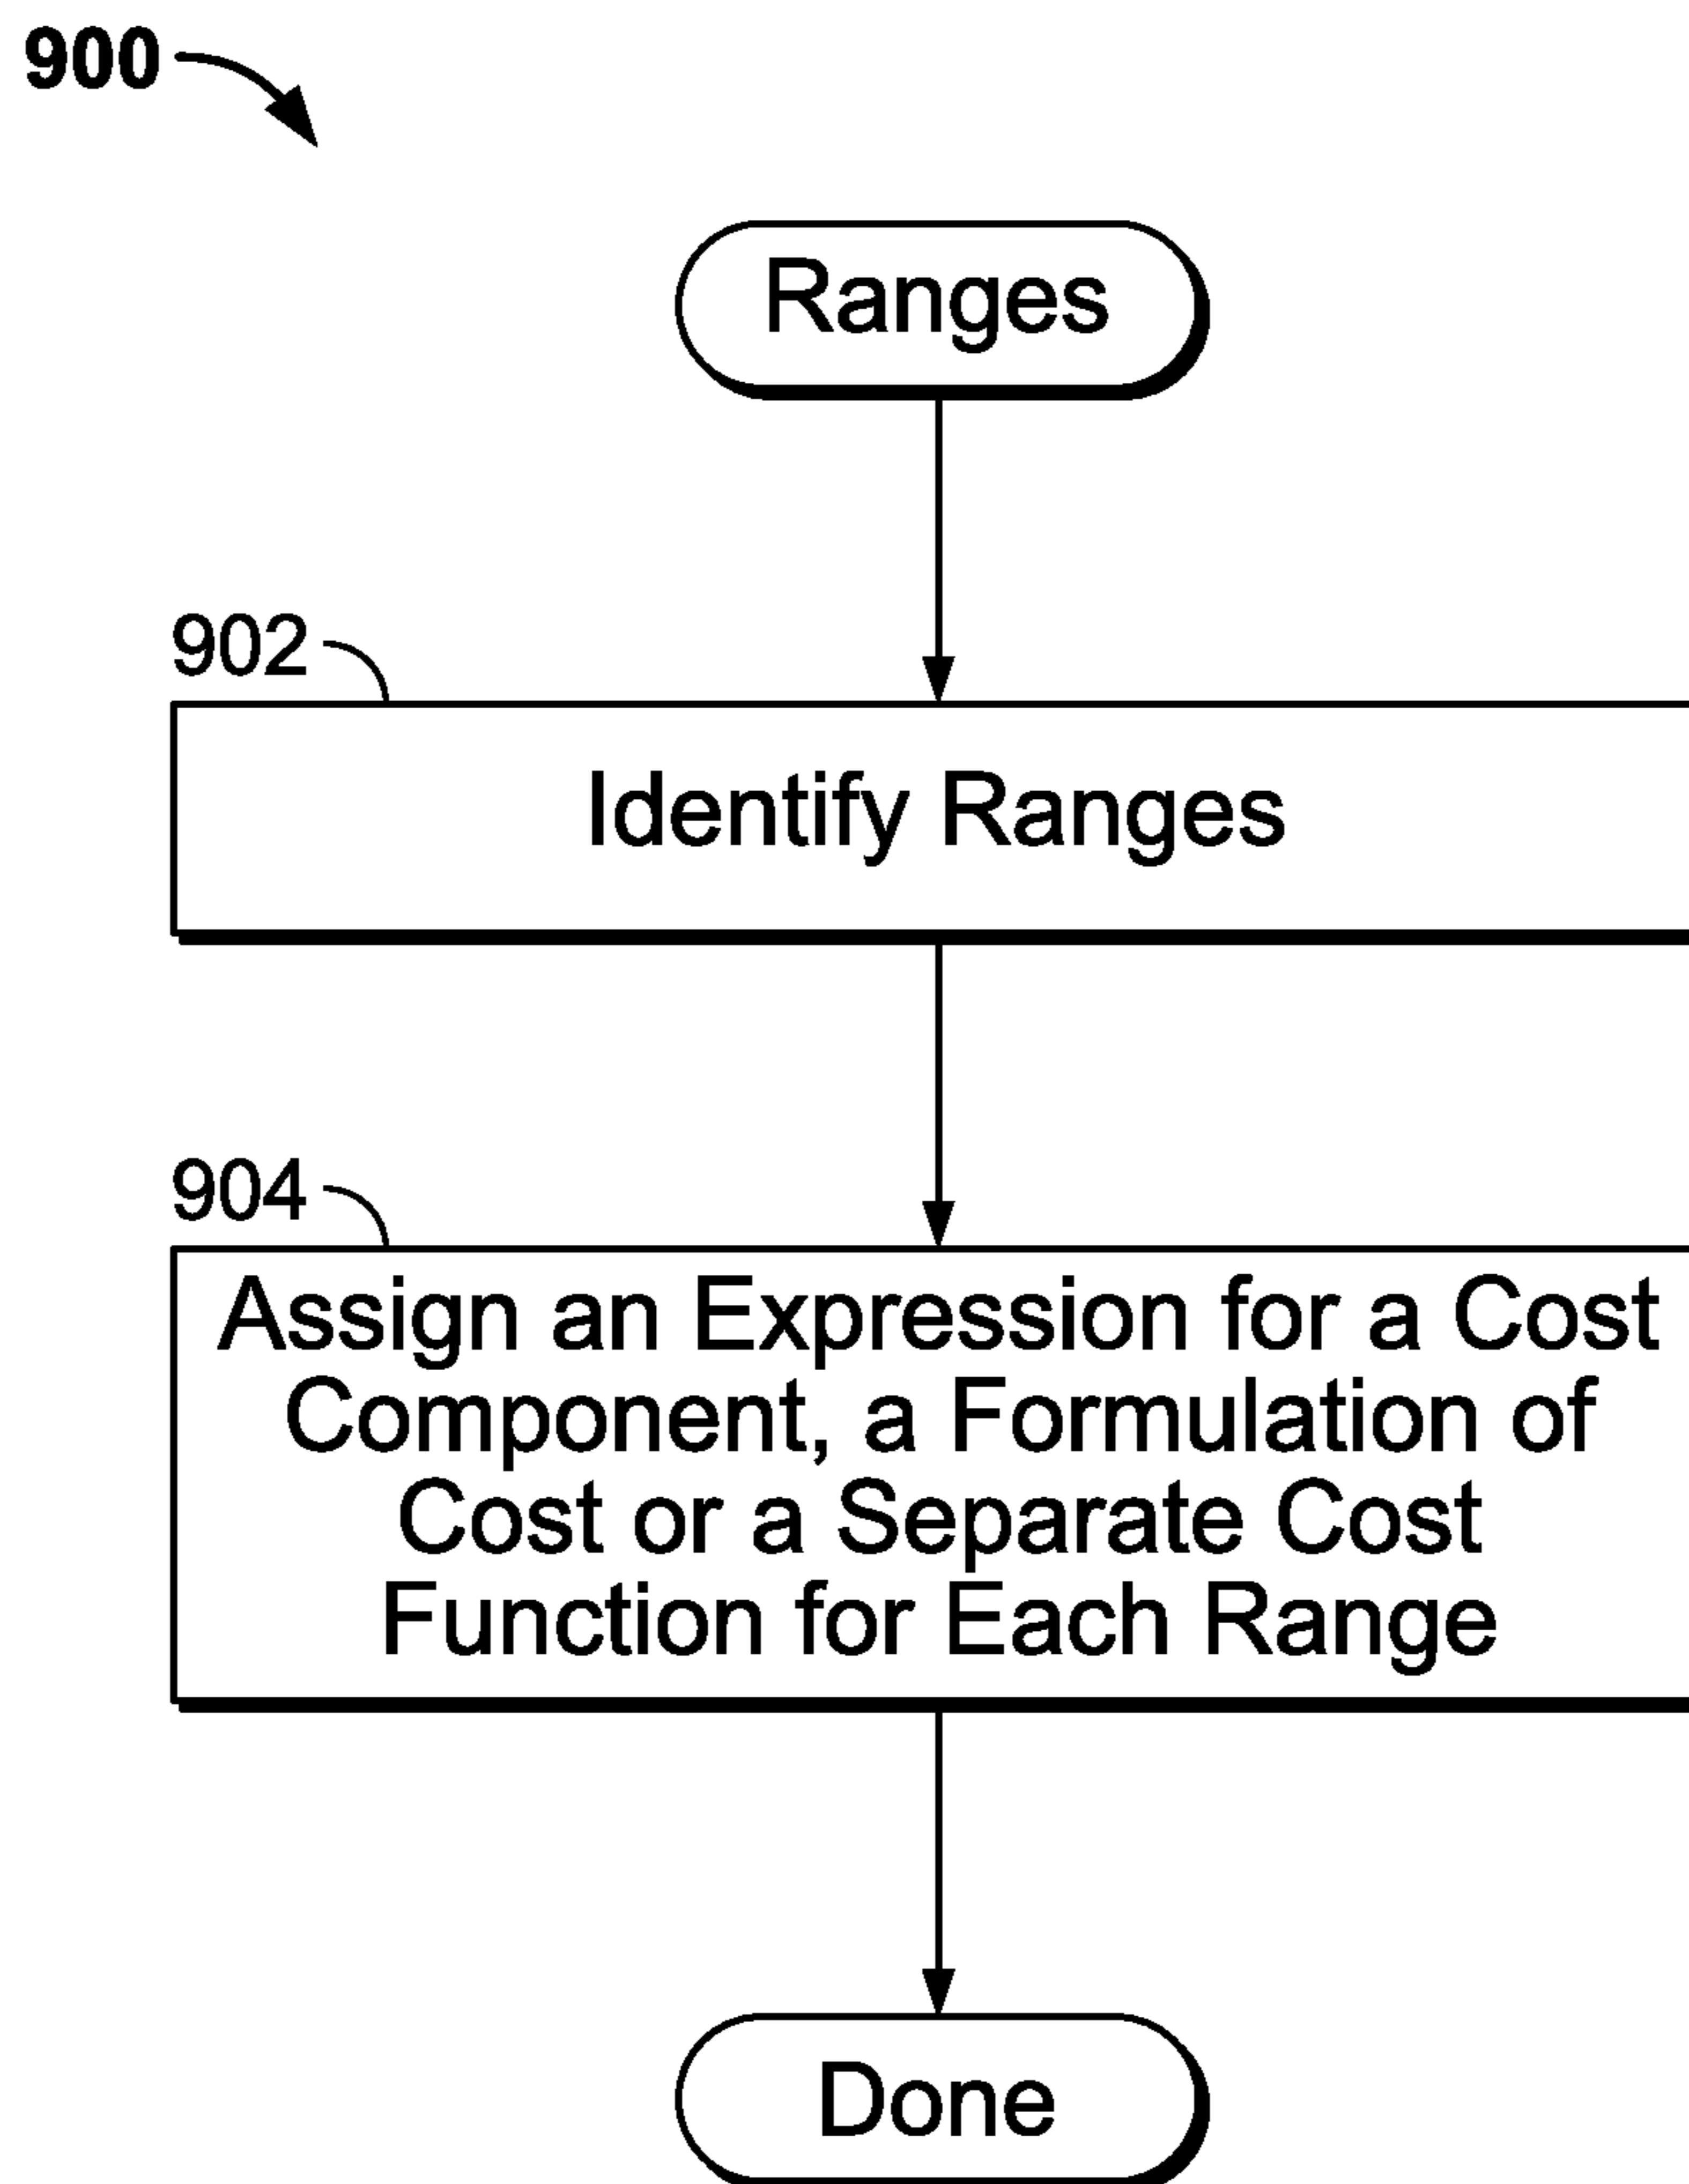 900
Ranges
902
Identify Ranges
904
Assign an Expression for a Cost
Component, a Formulation of
Cost or a Separate Cost
Function for Each Range
Done